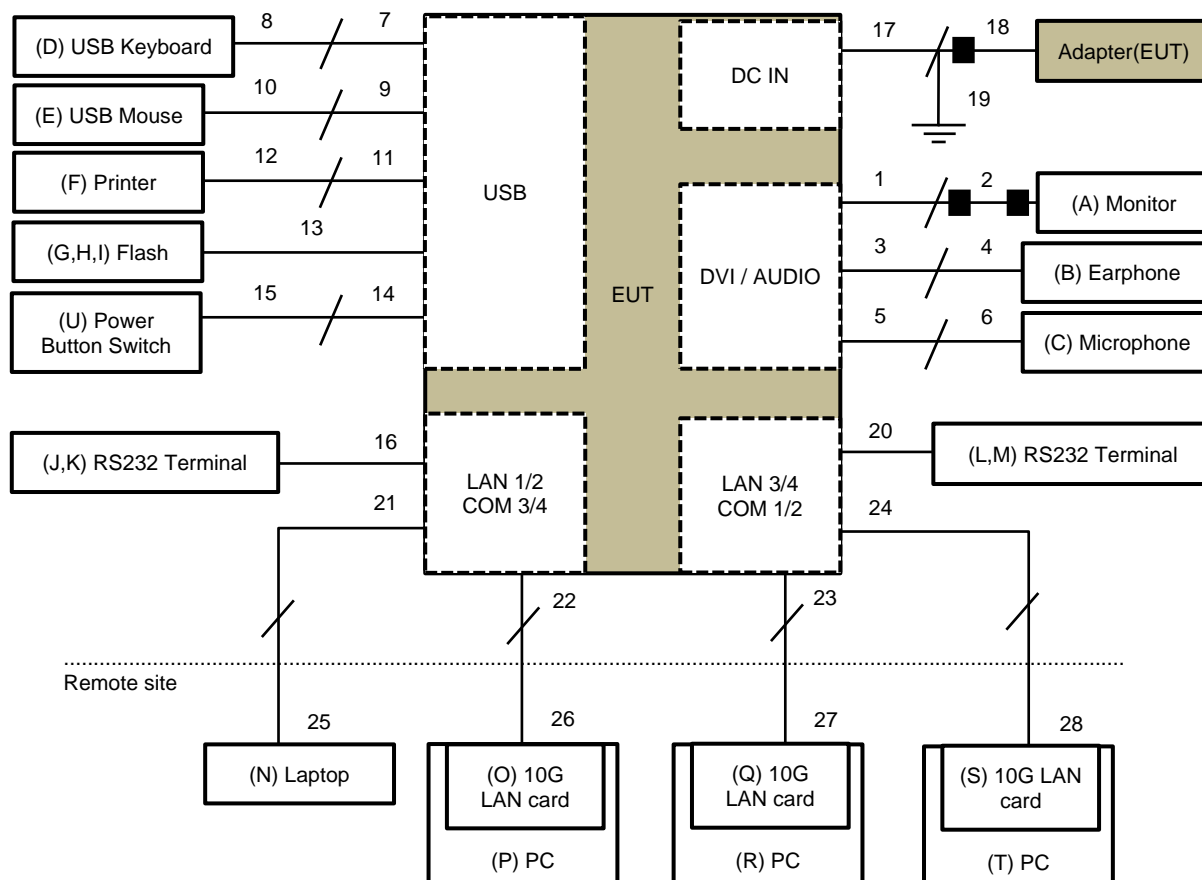 8
7
17
18
(D) USB Keyboard
Adapter(EUT)
DC IN
10
9
19
(E) USB Mouse
12
11
(F) Printer
USB
1
2
(A) Monitor
13
(G,H,I) Flash
3
4
DVI / AUDIO
(B) Earphone
EUT
15
14
(U) Power
Button Switch
5
6
(C) Microphone
16
20
(J,K) RS232 Terminal
(L,M) RS232 Terminal
LAN 1/2
COM 3/4
LAN 3/4
COM 1/2
21
24
22
23
Remote site
25
26
27
28
(N) Laptop
(O) 10G
LAN card
(Q) 10G
LAN card
(S) 10G LAN
card
(P) PC
(R) PC
(T) PC